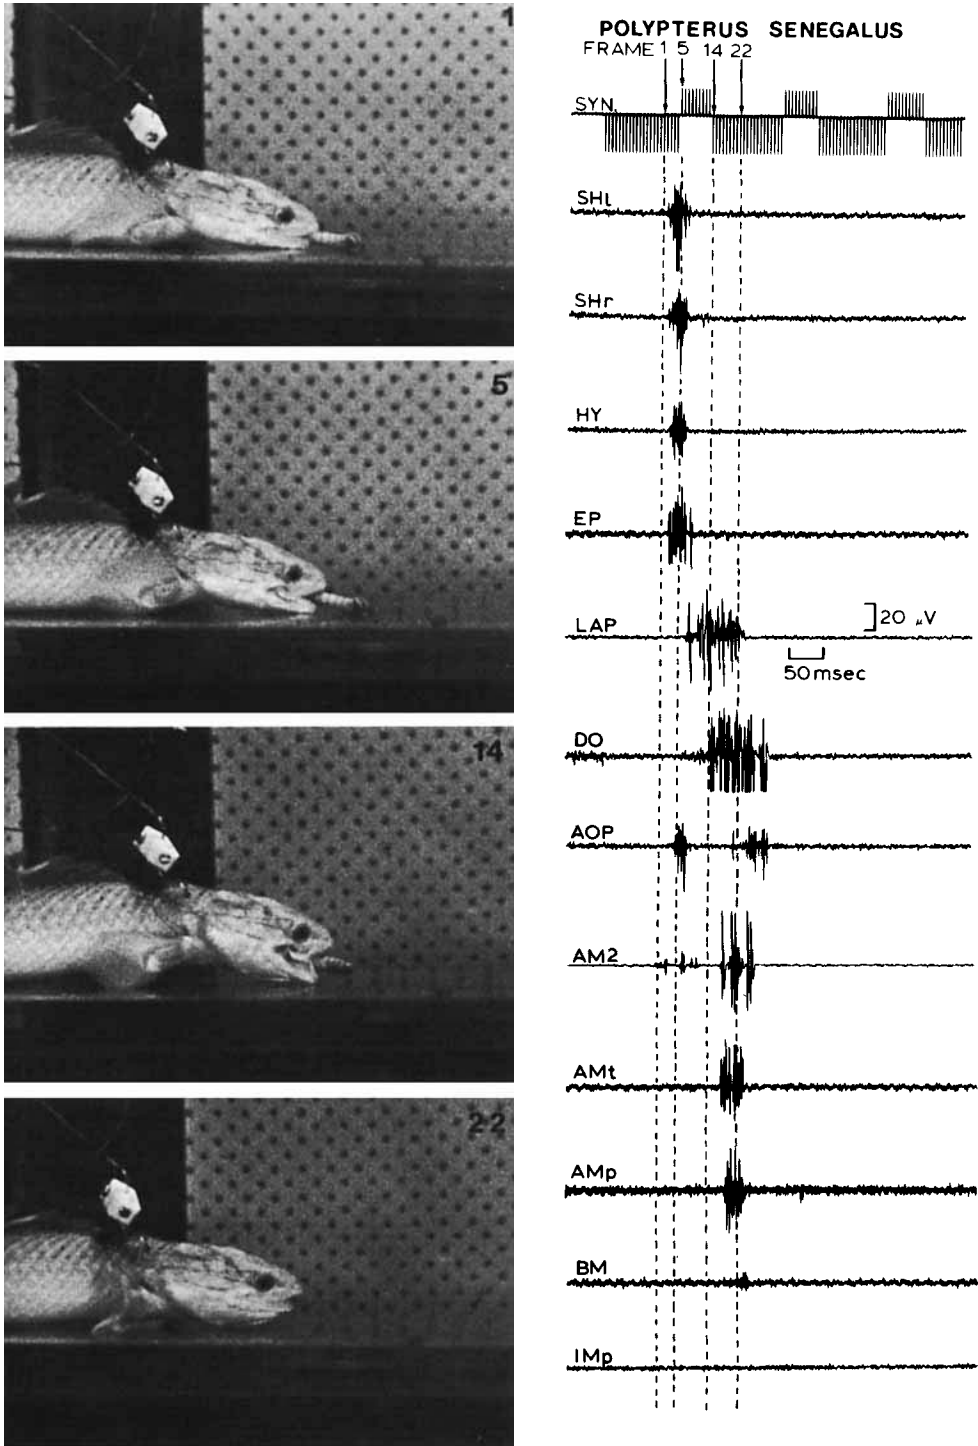 1
5
14
22
POLYPTERUS SENEGALUS
FRAME 1 5 14 22
SYN.
SHl
SHr
HY
EP
LAP
20 μV
50 msec
DO
AOP
AM2
AMt
AMp
BM
IMp